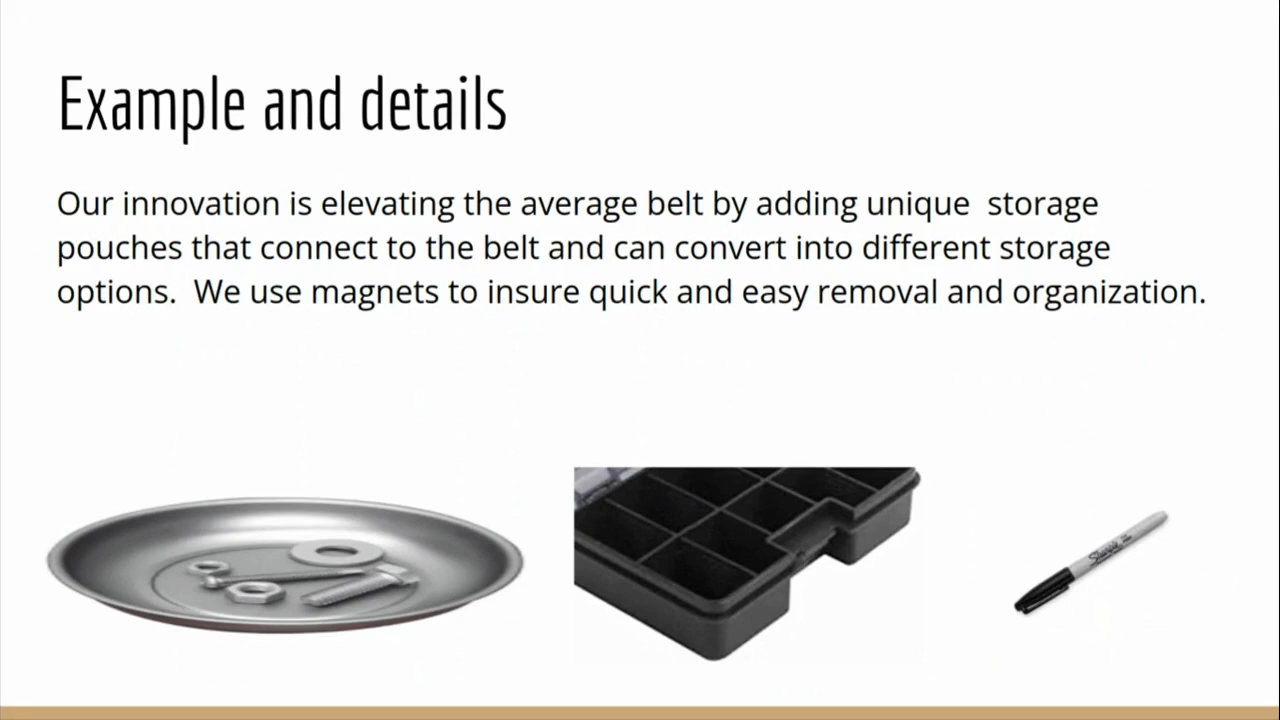 Example and details
Our innovation is elevating the average belt by adding unique  storage
pouches that connect to the belt and can convert into different storage
options.  We use magnets to insure quick and easy removal and organization.
Sharpie